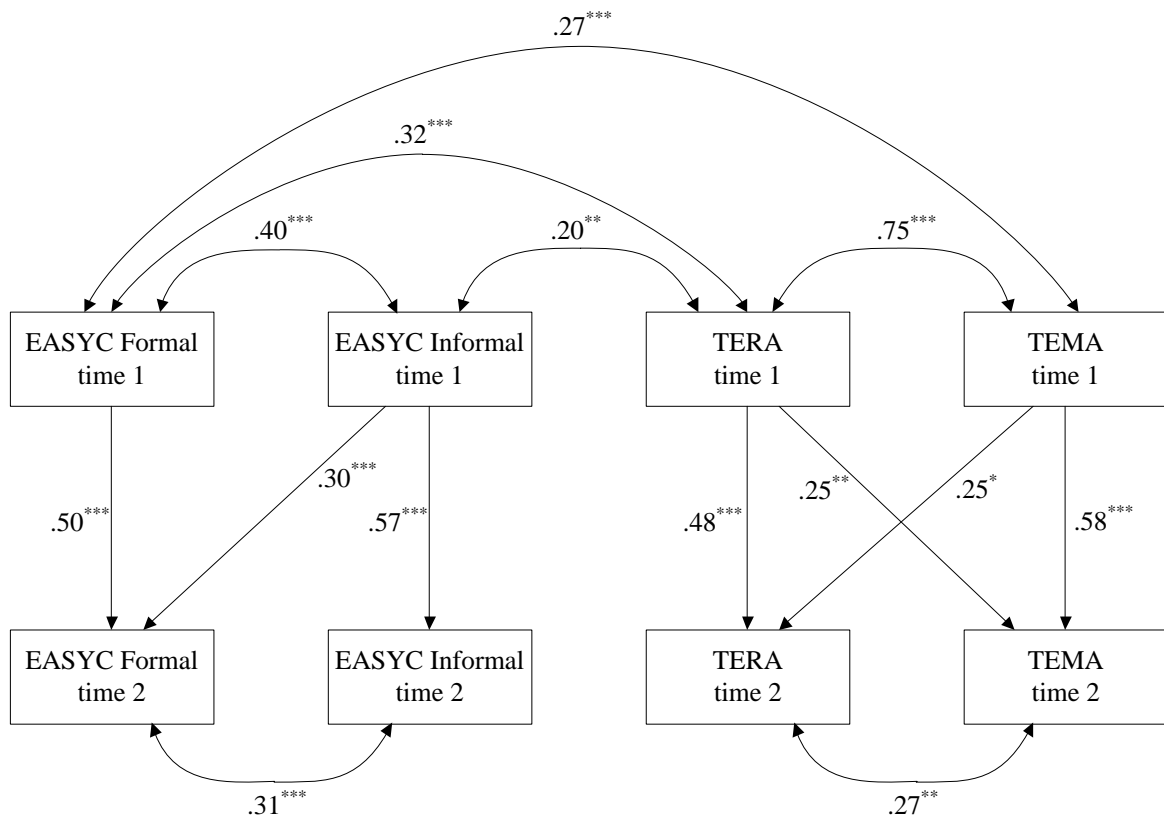 .27***
.32***
.40***
.20**
.75***
EASYC Formal
time 1
EASYC Informal
time 1
TERA
time 1
TEMA
time 1
.30***
.25**
.25*
.50***
.57***
.48***
.58***
EASYC Formal
time 2
EASYC Informal
time 2
TERA
time 2
TEMA
time 2
.31***
.27**